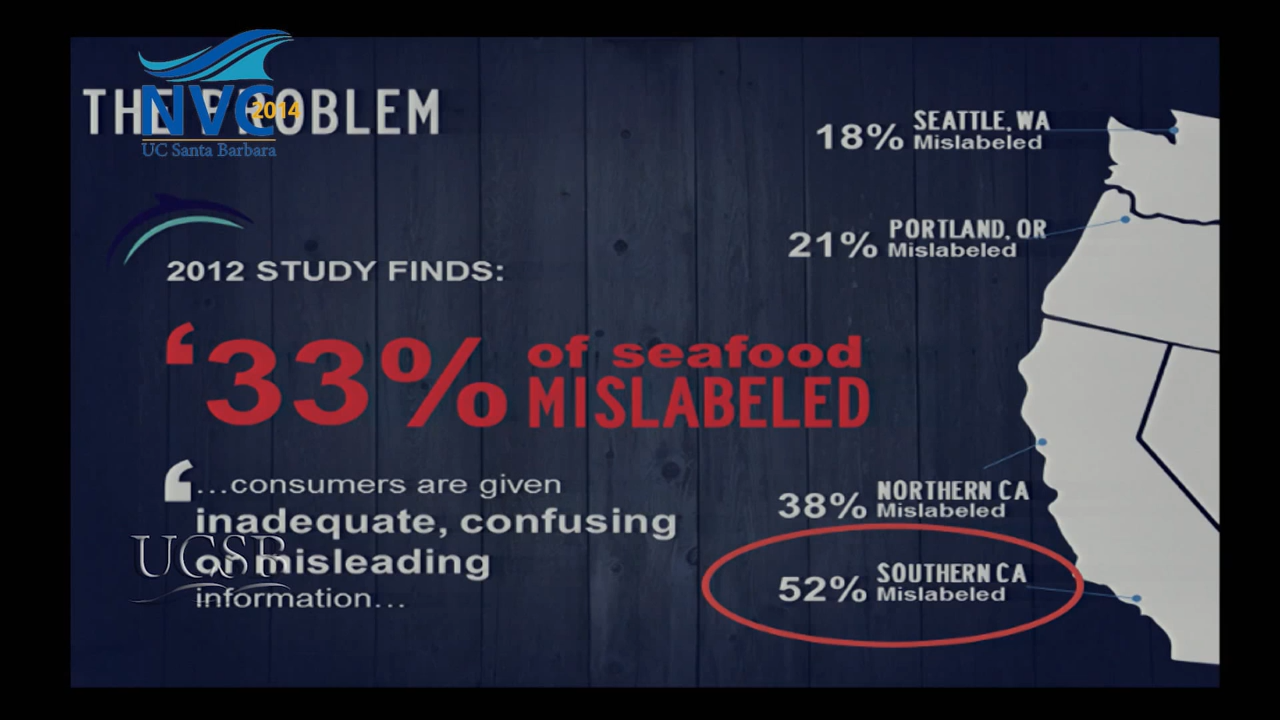 THE PROBLEM
NVC 2014
UC Santa Barbara
2012 STUDY FINDS:
‘33% of seafood
MISLABELED
‘...consumers are given
inadequate, confusing
or misleading
information...
UCSB
18% SEATTLE, WA
Mislabeled
21% PORTLAND, OR
Mislabeled
38% NORTHERN CA
Mislabeled
52% SOUTHERN CA
Mislabeled